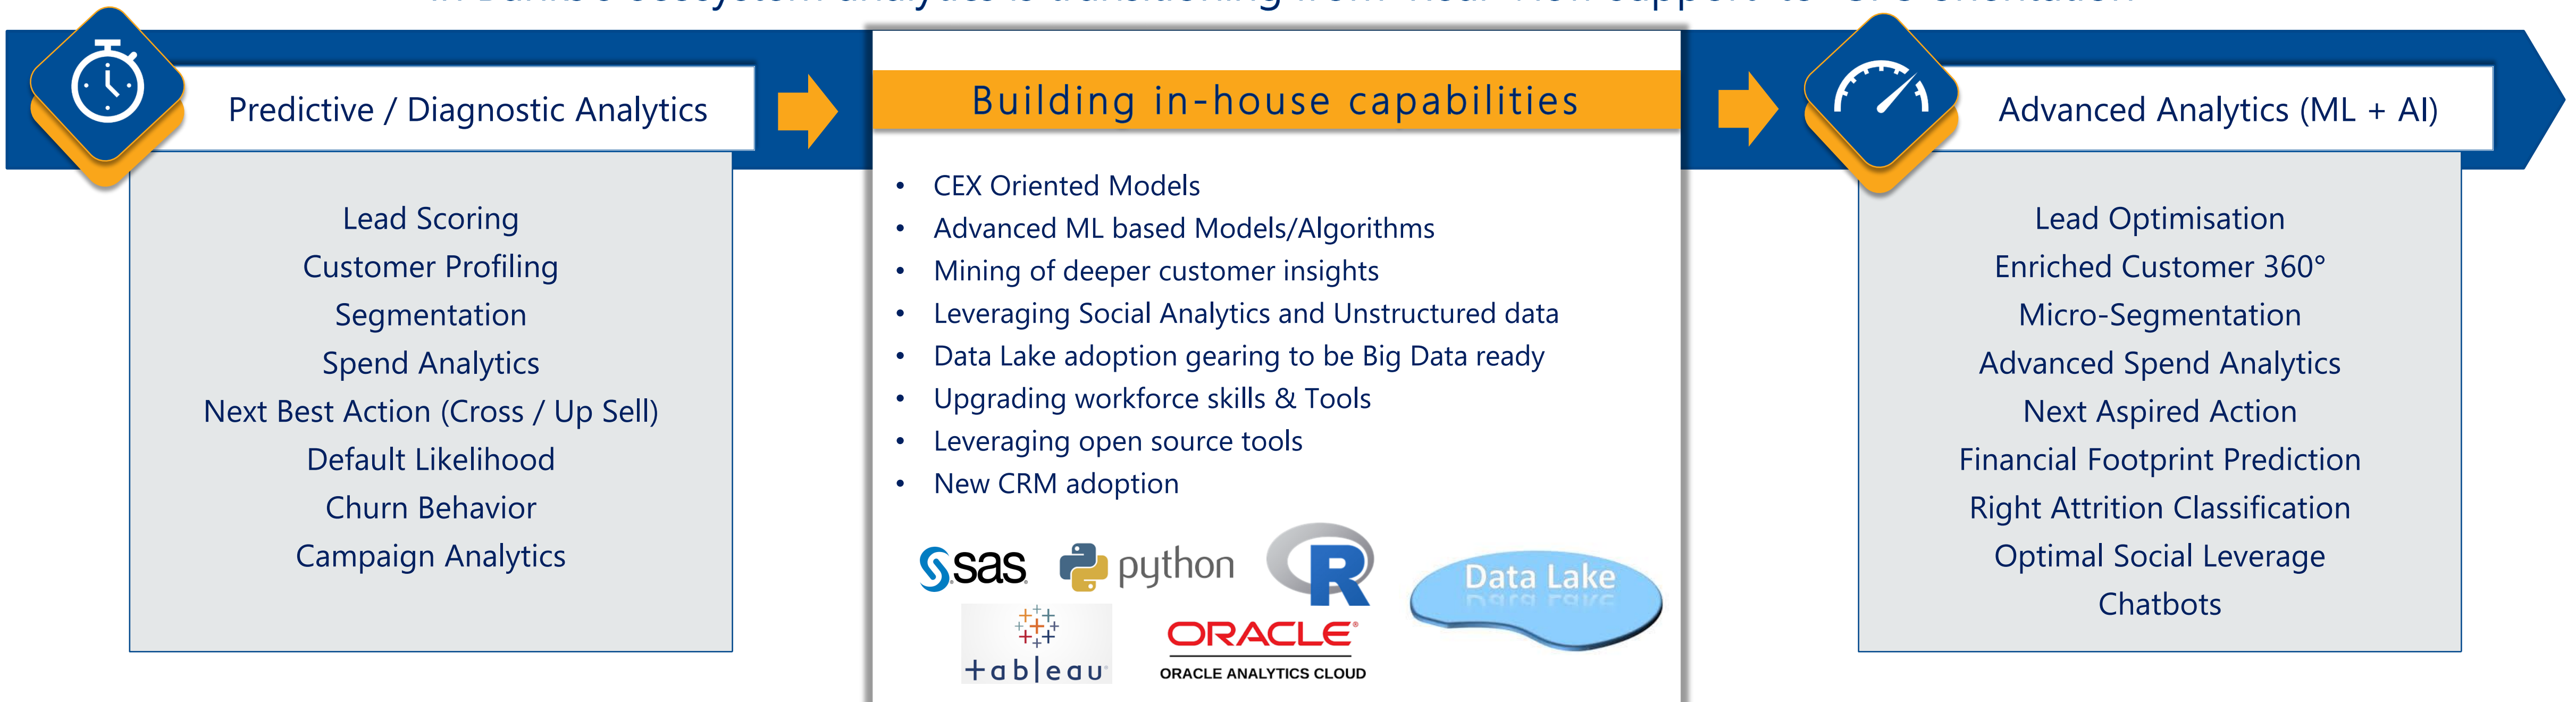 Predictive / Diagnostic Analytics
Lead Scoring
Customer Profiling
Segmentation
Spend Analytics
Next Best Action (Cross / Up Sell)
Default Likelihood
Churn Behavior
Campaign Analytics
Building in-house capabilities
• CEX Oriented Models
• Advanced ML based Models/Algorithms
• Mining of deeper customer insights
• Leveraging Social Analytics and Unstructured data
• Data Lake adoption gearing to be Big Data ready
• Upgrading workforce skills & Tools
• Leveraging open source tools
• New CRM adoption
sas
python
R
Data Lake
tableau
ORACLE®
ORACLE ANALYTICS CLOUD
Advanced Analytics (ML + AI)
Lead Optimisation
Enriched Customer 360°
Micro-Segmentation
Advanced Spend Analytics
Next Aspired Action
Financial Footprint Prediction
Right Attrition Classification
Optimal Social Leverage
Chatbots